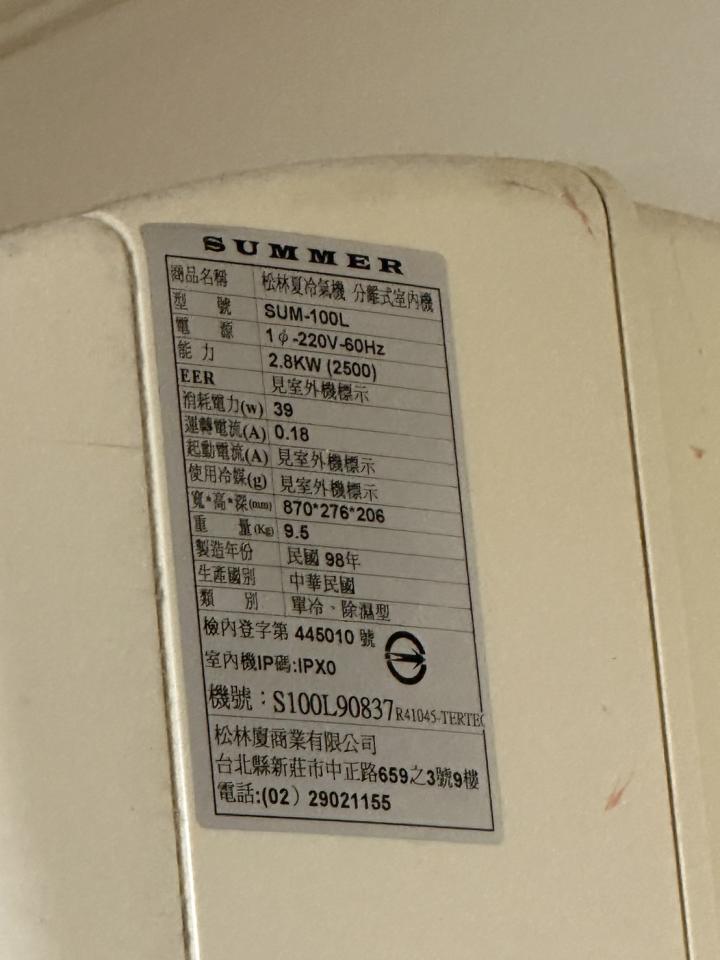 SUMMER
商品名稱 松林夏冷氣機 分離式室內機
型 號 SUM-100L
電 源 1φ-220V-60Hz
能 力 2.8KW (2500)
EER 見室外機標示
消耗電力(w) 39
運轉電流(A) 0.18
起動電流(A) 見室外機標示
使用冷媒(g) 見室外機標示
寬*高*深(mm) 870*276*206
重 量(Kg) 9.5
製造年份 民國 98年
生產國別 中華民國
類 別 單冷、除濕型
檢內登字第 445010 號
室內機IP碼:IPX0
機號：S100L90837 R41045-TERTEC
松林廈商業有限公司
台北縣新莊市中正路659之3號9樓
電話:(02）29021155